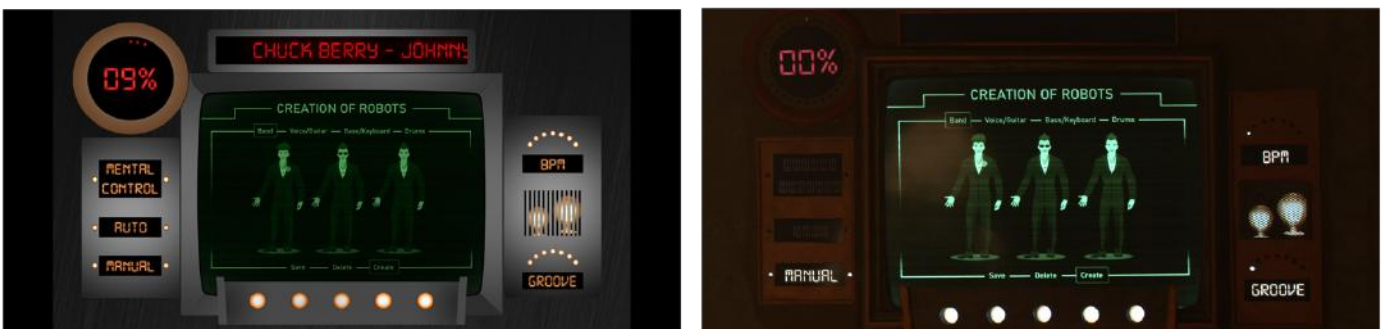 09%
CHUCK BERRY - JOHNNY
CREATION OF ROBOTS
Band — Voice/Guitar — Bass/Keyboard — Drums
MENTAL
CONTROL
AUTO
MANUAL
BPM
GROOVE
Save — Delete — Create
00%
CREATION OF ROBOTS
Band — Voice/Guitar — Bass/Keyboard — Drums
MANUAL
BPM
GROOVE
Save — Delete — Create